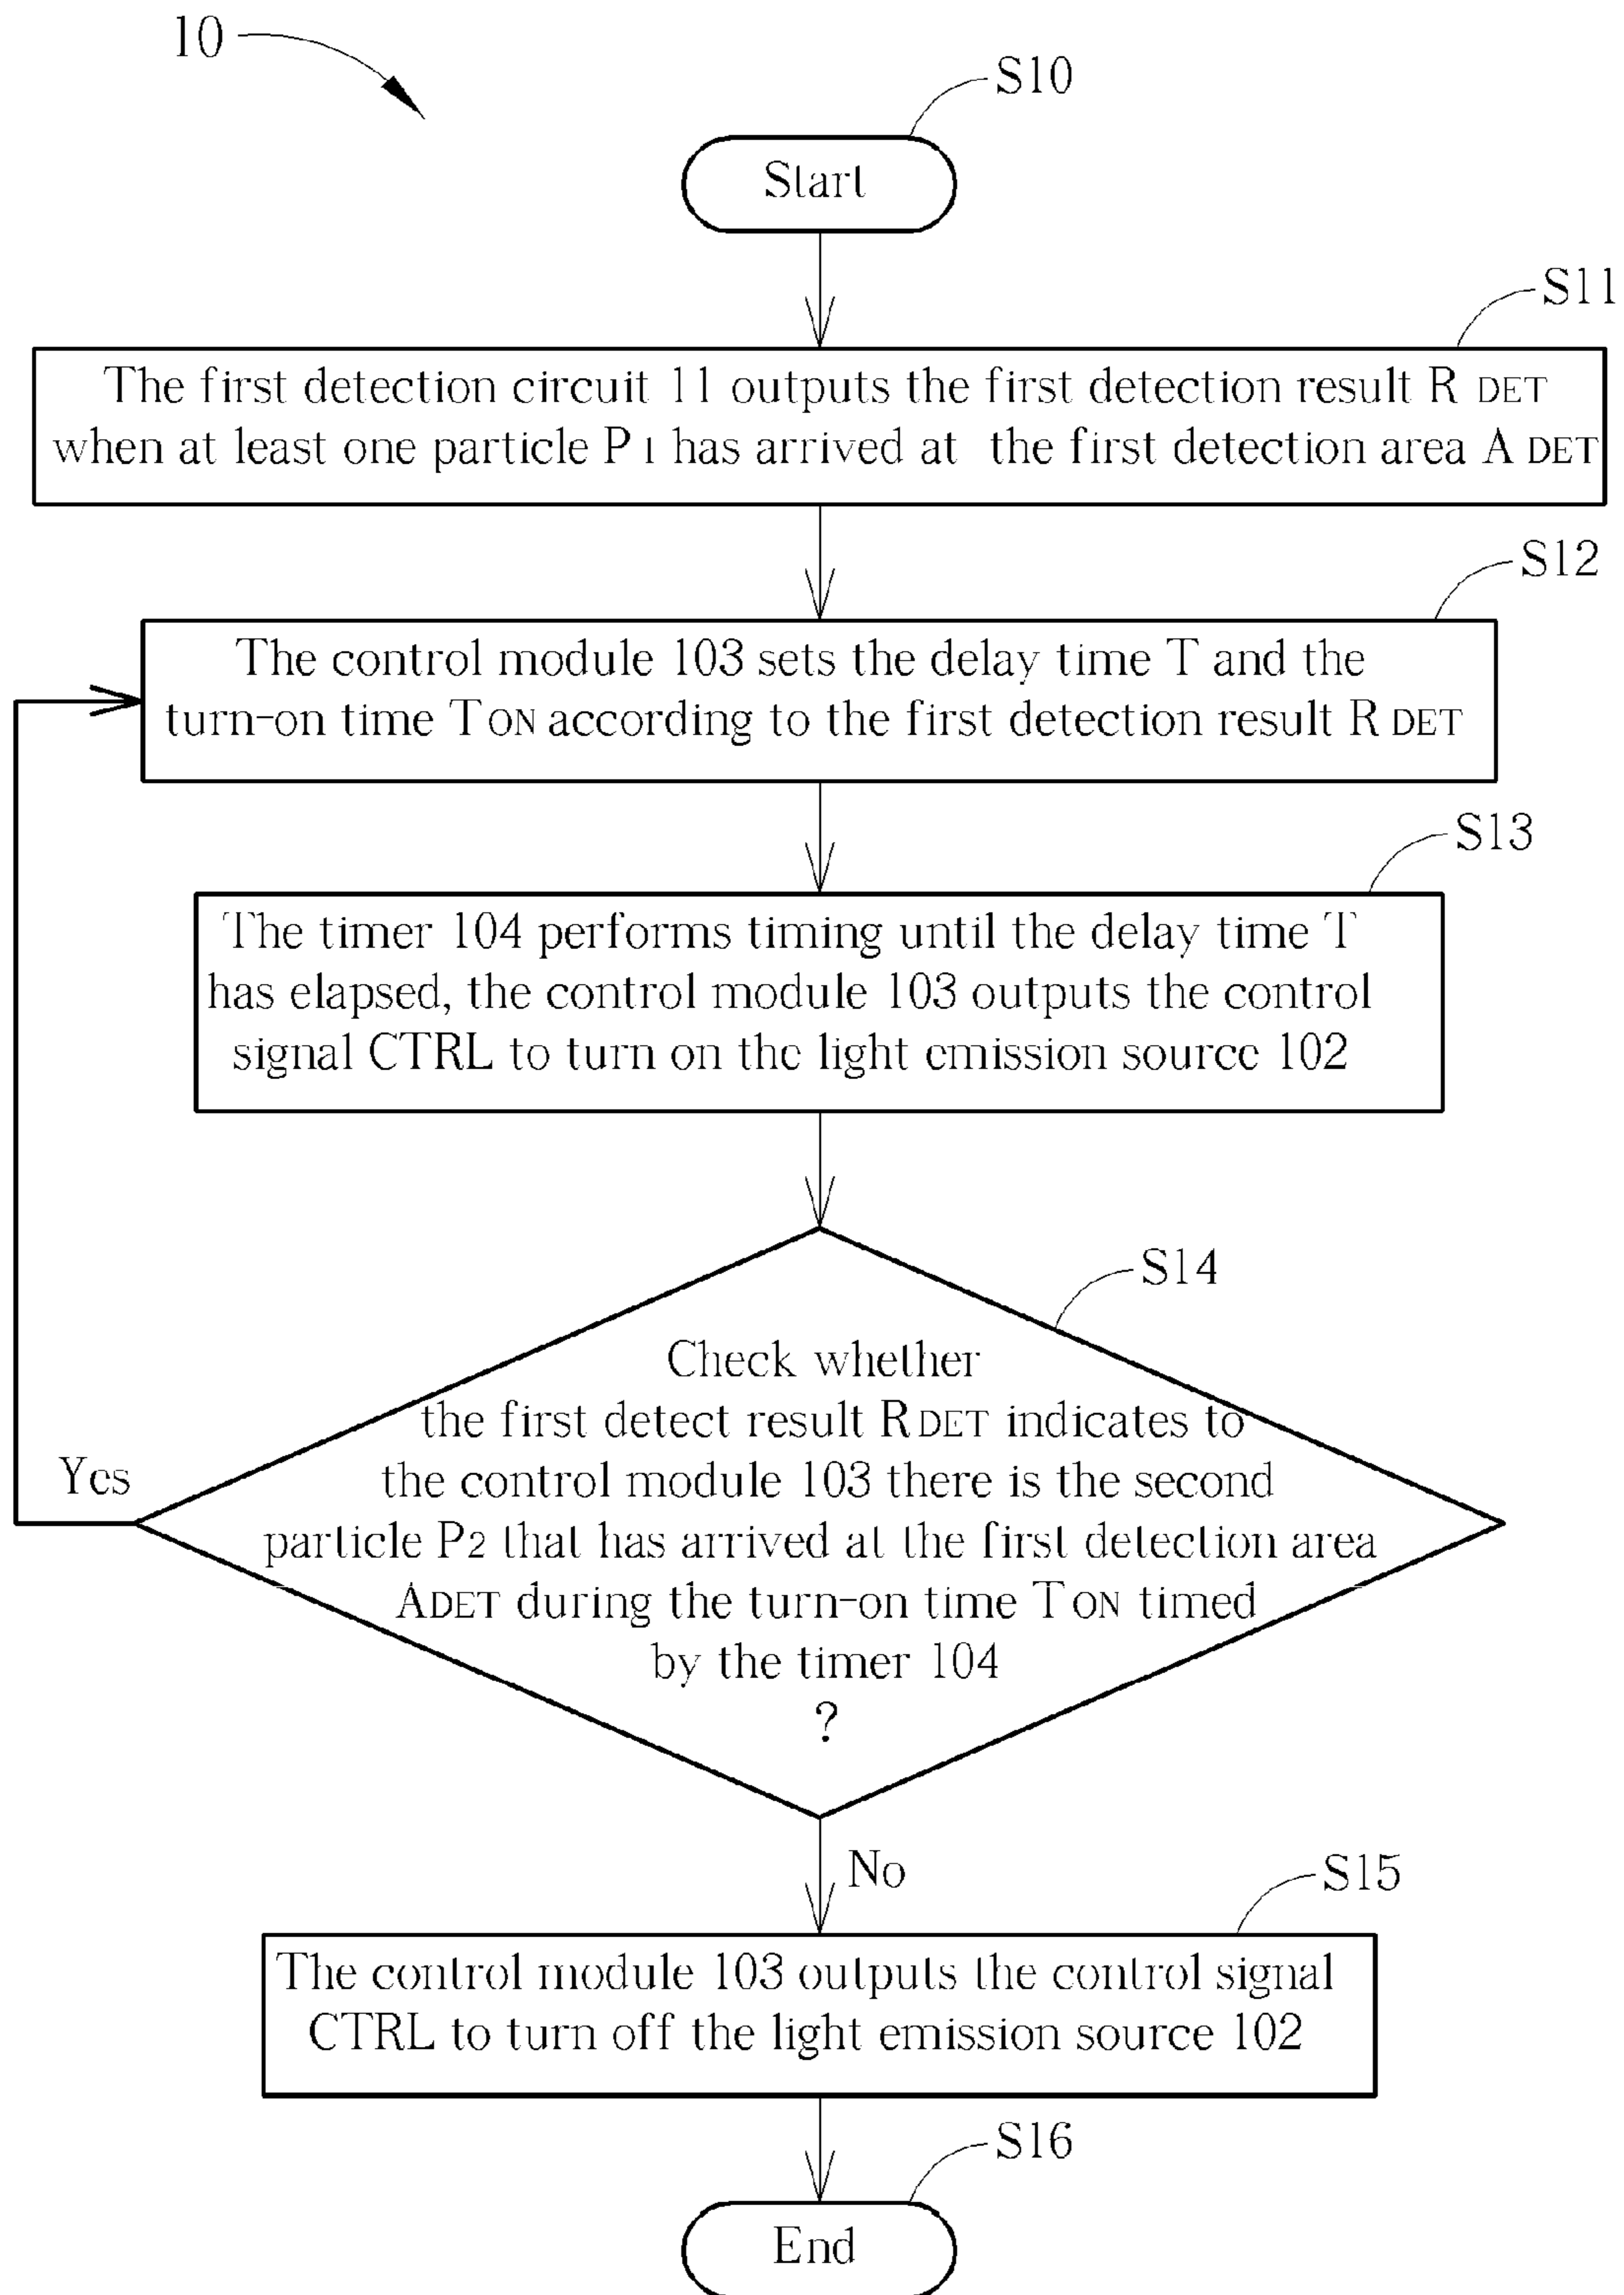 10
S10
Start
S11
The first detection circuit 11 outputs the first detection result R DET
when at least one particle P 1 has arrived at the first detection area A DET
S12
The control module 103 sets the delay time T and the
turn-on time T ON according to the first detection result R DET
S13
The timer 104 performs timing until the delay time T
has elapsed, the control module 103 outputs the control
signal CTRL to turn on the light emission source 102
S14
Check whether
the first detect result R DET indicates to
the control module 103 there is the second
particle P2 that has arrived at the first detection area
ADET during the turn-on time T ON timed
by the timer 104
?
Yes
No
S15
The control module 103 outputs the control signal
CTRL to turn off the light emission source 102
S16
End